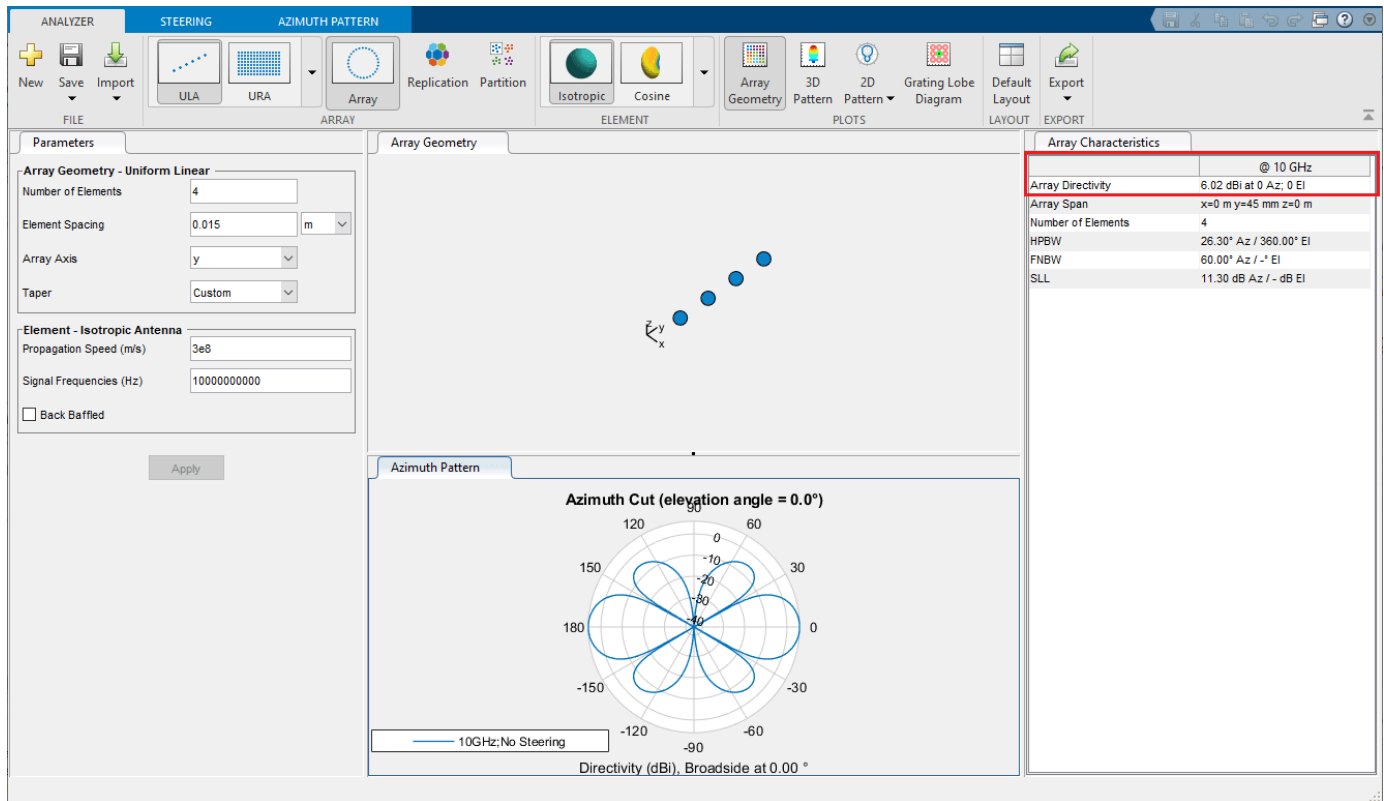 ANALYZER STEERING AZIMUTH PATTERN
New Save Import
FILE
ULA URA Array Replication Partition
ARRAY
Isotropic Cosine
ELEMENT
Array Geometry 3D Pattern 2D Pattern Grating Lobe Diagram
PLOTS
Default Layout
LAYOUT
Export
EXPORT
Parameters
Array Geometry - Uniform Linear
Number of Elements 4
Element Spacing 0.015 m
Array Axis y
Taper Custom
Element - Isotropic Antenna
Propagation Speed (m/s) 3e8
Signal Frequencies (Hz) 10000000000
Back Baffled
Apply
Array Geometry
z
y
x
Azimuth Pattern
Azimuth Cut (elevation angle = 0.0°)
90
120 60
0
-10
150 30
-20
-30
-40
180 0
-150 -30
-120 -60
-90
10GHz;No Steering
Directivity (dBi), Broadside at 0.00 °
Array Characteristics
@ 10 GHz
Array Directivity 6.02 dBi at 0 Az; 0 El
Array Span x=0 m y=45 mm z=0 m
Number of Elements 4
HPBW 26.30° Az / 360.00° El
FNBW 60.00° Az / -° El
SLL 11.30 dB Az / - dB El